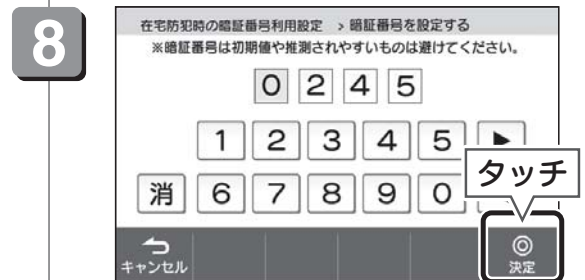 8
在宅防犯時の暗証番号利用設定 > 暗証番号を設定する
※暗証番号は初期値や推測されやすいものは避けてください。
0 2 4 5
1 2 3 4 5 ▶
消 6 7 8 9 0
タッチ
キャンセル
◎
決定